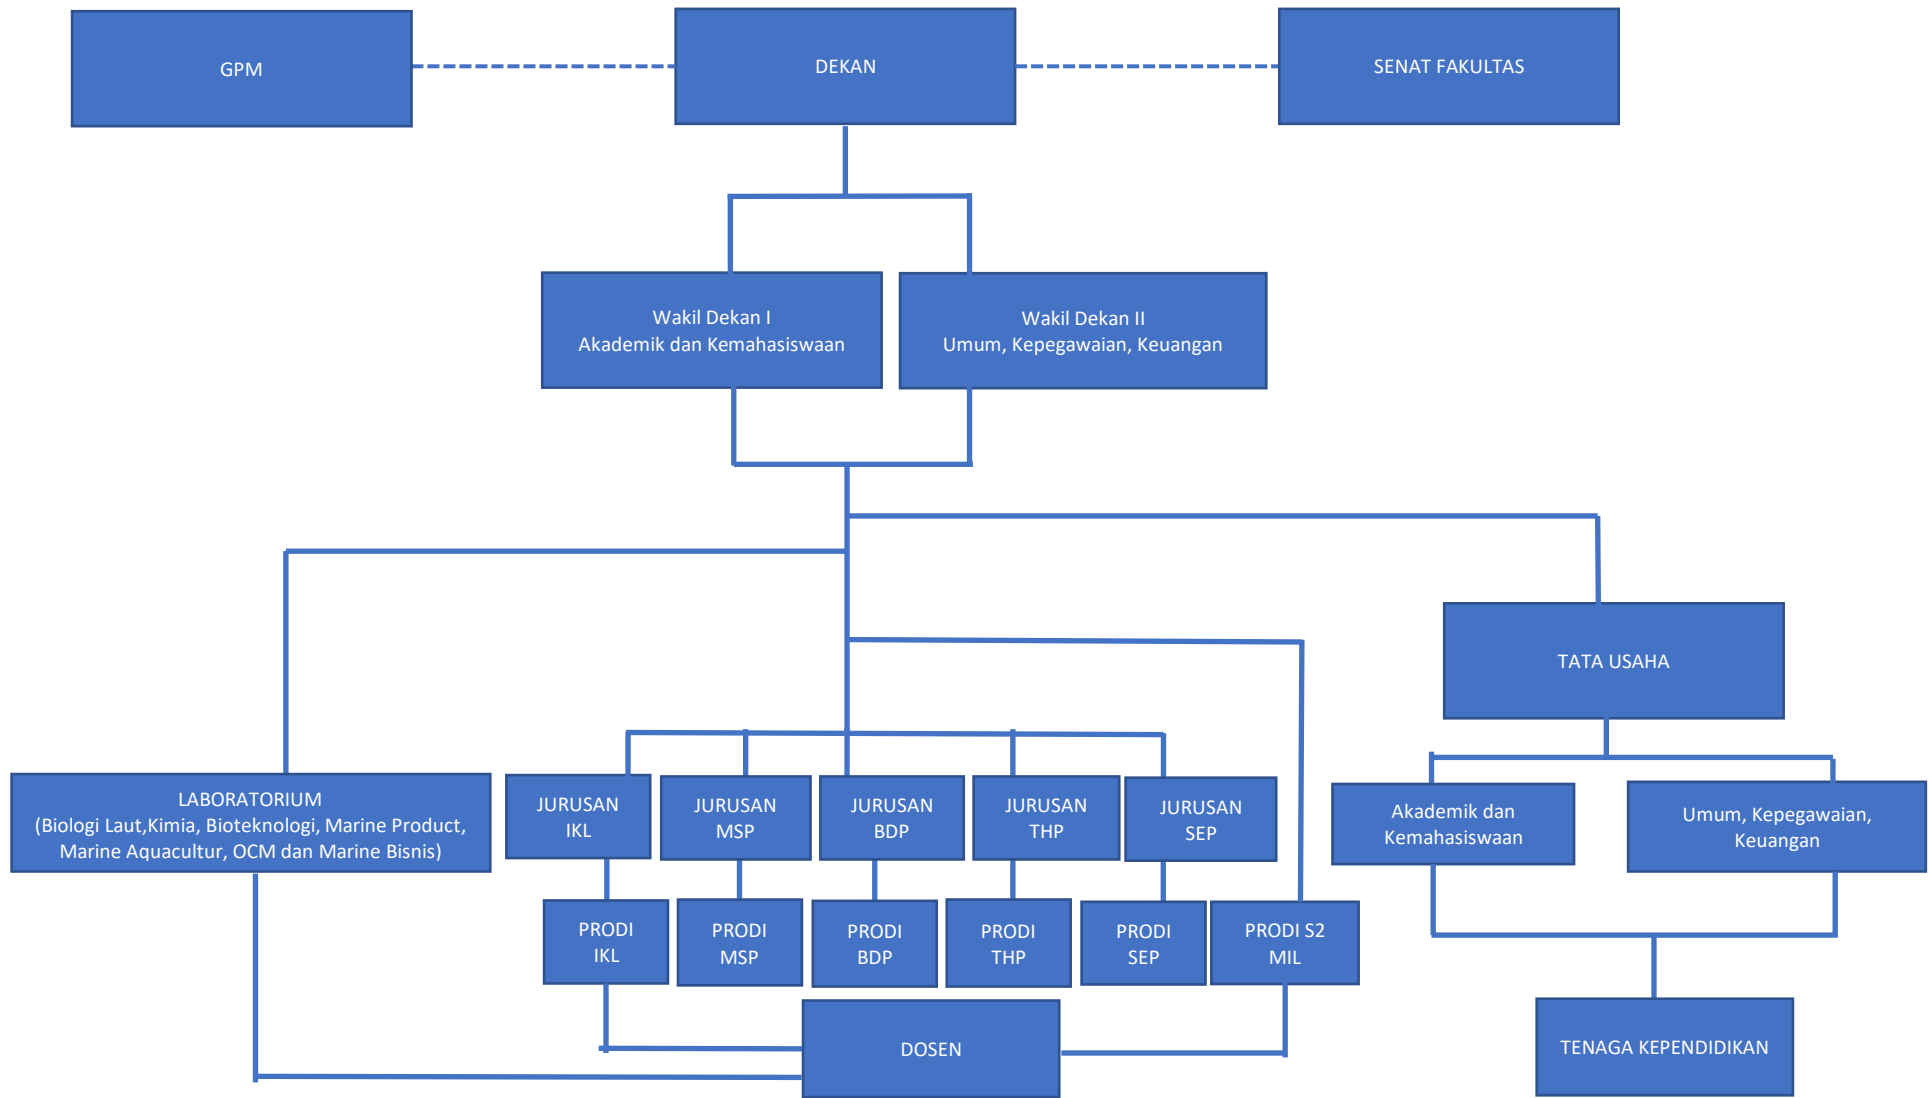 GPM
DEKAN
SENAT FAKULTAS
Wakil Dekan I
Akademik dan Kemahasiswaan
Wakil Dekan II
Umum, Kepegawaian, Keuangan
TATA USAHA
LABORATORIUM
(Biologi Laut,Kimia, Bioteknologi, Marine Product,
Marine Aquacultur, OCM dan Marine Bisnis)
JURUSAN
IKL
JURUSAN
MSP
JURUSAN
BDP
JURUSAN
THP
JURUSAN
SEP
Akademik dan
Kemahasiswaan
Umum, Kepegawaian,
Keuangan
PRODI
IKL
PRODI
MSP
PRODI
BDP
PRODI
THP
PRODI
SEP
PRODI S2
MIL
DOSEN
TENAGA KEPENDIDIKAN